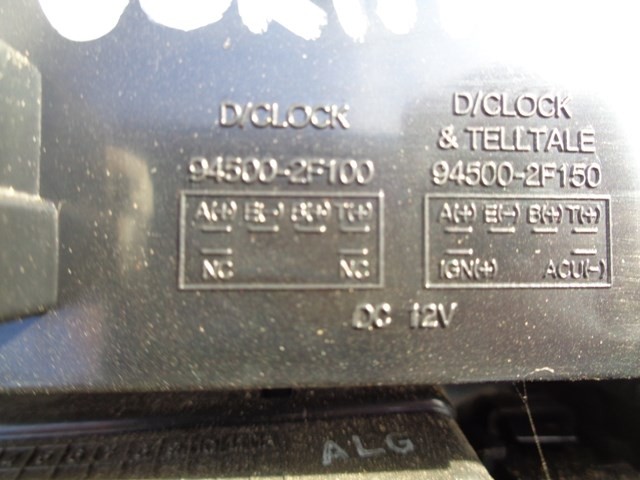 D/CLOCK
94500-2F100
A(+) E(-) B(+) T(+)
NC NC
D/CLOCK
& TELLTALE
94500-2F150
A(+) E(-) B(+) T(+)
IGN(+) ACU(-)
DC 12V
ALG